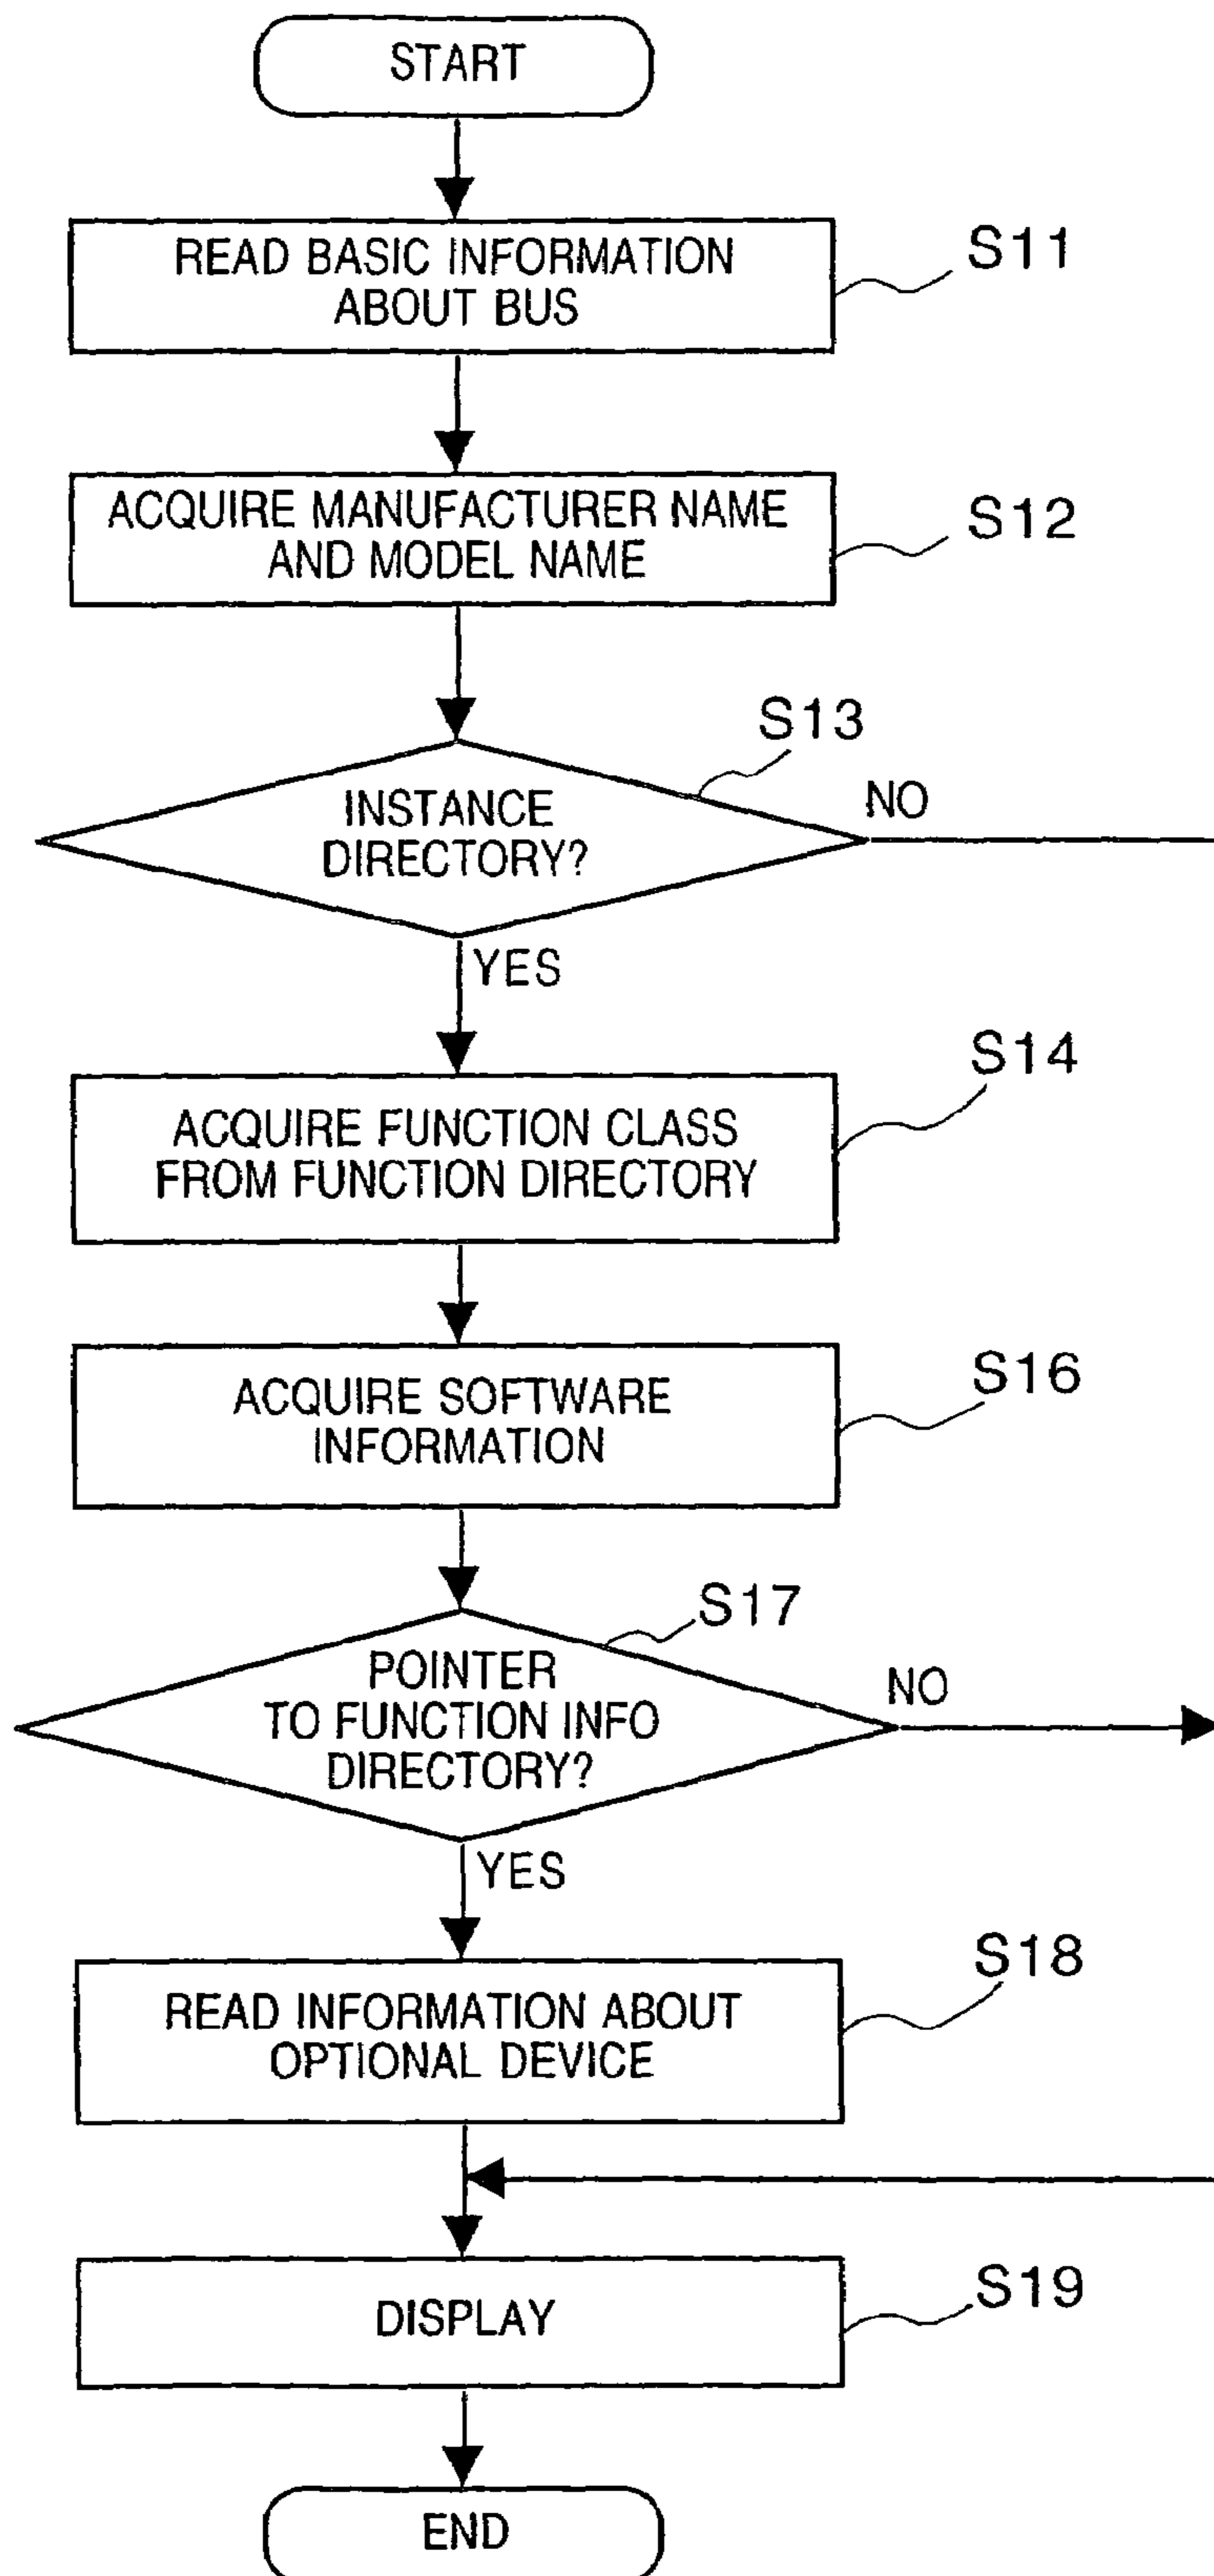 START
READ BASIC INFORMATION
ABOUT BUS
S11
ACQUIRE MANUFACTURER NAME
AND MODEL NAME
S12
S13
INSTANCE
DIRECTORY?
NO
YES
S14
ACQUIRE FUNCTION CLASS
FROM FUNCTION DIRECTORY
S16
ACQUIRE SOFTWARE
INFORMATION
S17
POINTER
TO FUNCTION INFO
DIRECTORY?
NO
YES
S18
READ INFORMATION ABOUT
OPTIONAL DEVICE
S19
DISPLAY
END